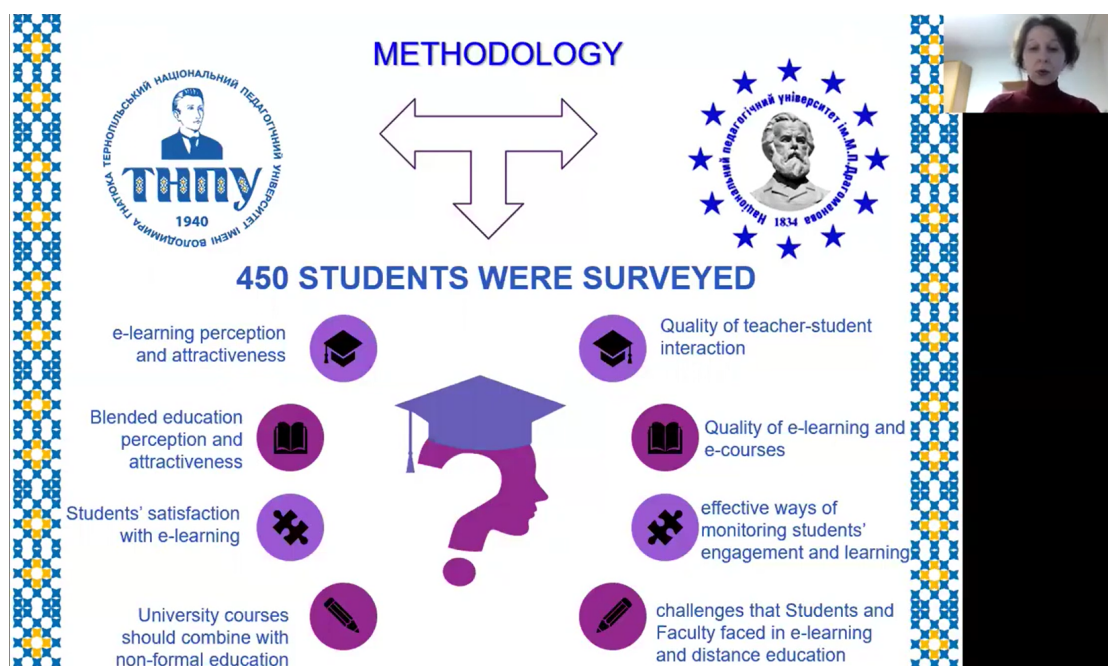 METHODOLOGY
ТЕРНОПІЛЬСЬКИЙ НАЦІОНАЛЬНИЙ ПЕДАГОГІЧНИЙ УНІВЕРСИТЕТ ІМЕНІ ВОЛОДИМИРА ГНАТЮКА
ТНПУ
1940
Національний педагогічний університет ім.М.П.Драгоманова
1834
450 STUDENTS WERE SURVEYED
e-learning perception
and attractiveness
Blended education
perception and
attractiveness
Students’ satisfaction
with e-learning
University courses
should combine with
non-formal education
Quality of teacher-student
interaction
Quality of e-learning and
e-courses
effective ways of
monitoring students’
engagement and learning
challenges that Students and
Faculty faced in e-learning
and distance education